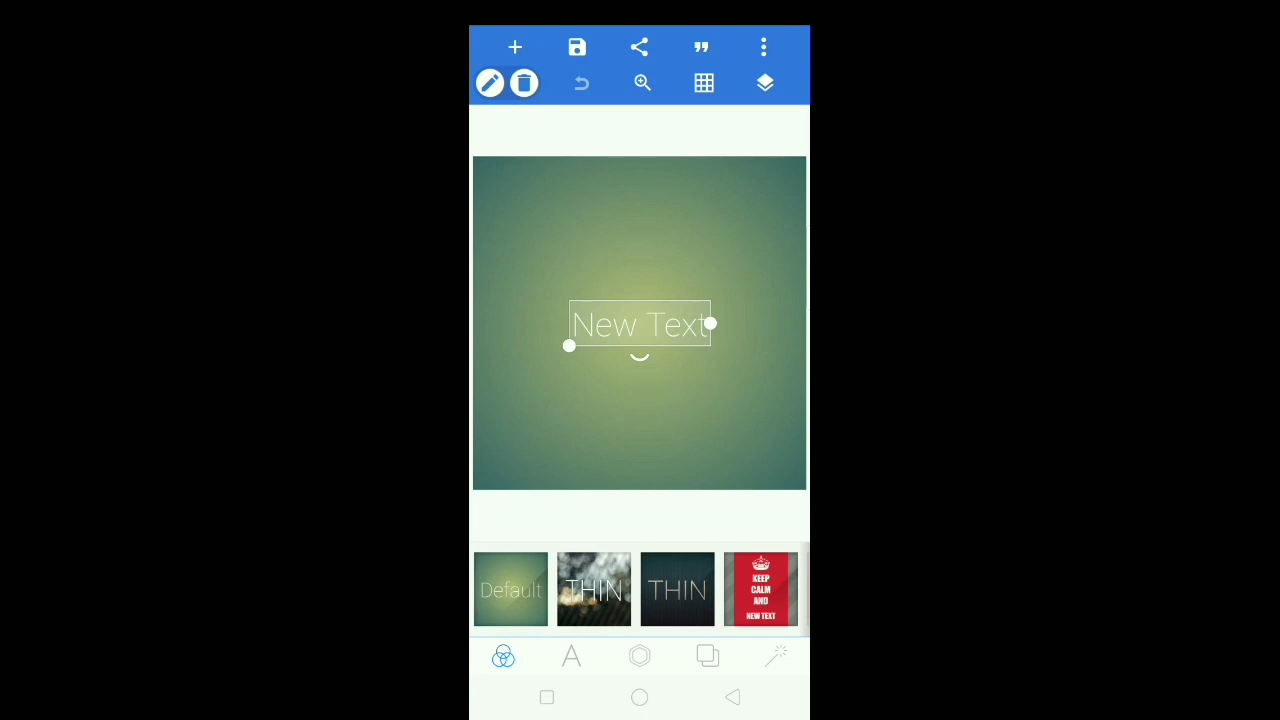 New Text
Default
THIN
THIN
KEEP
CALM
AND
NEW TEXT